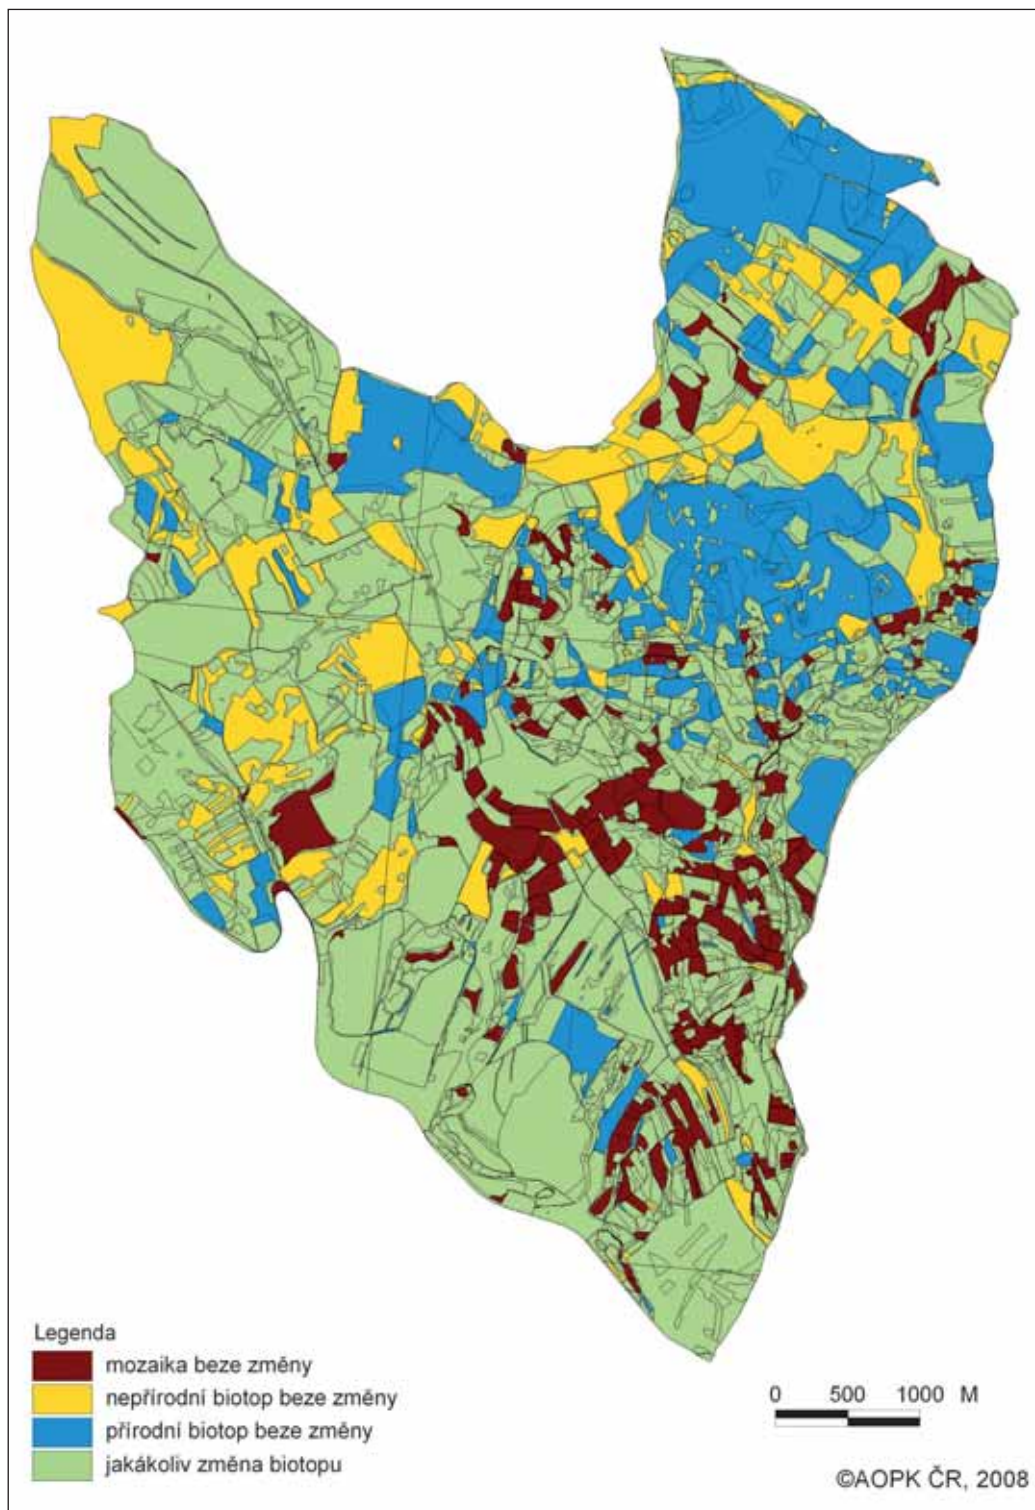 Legenda
mozaika beze změny
nepřírodní biotop beze změny
přírodní biotop beze změny
jakákoliv změna biotopu
0 500 1000 M
©AOPK ČR, 2008